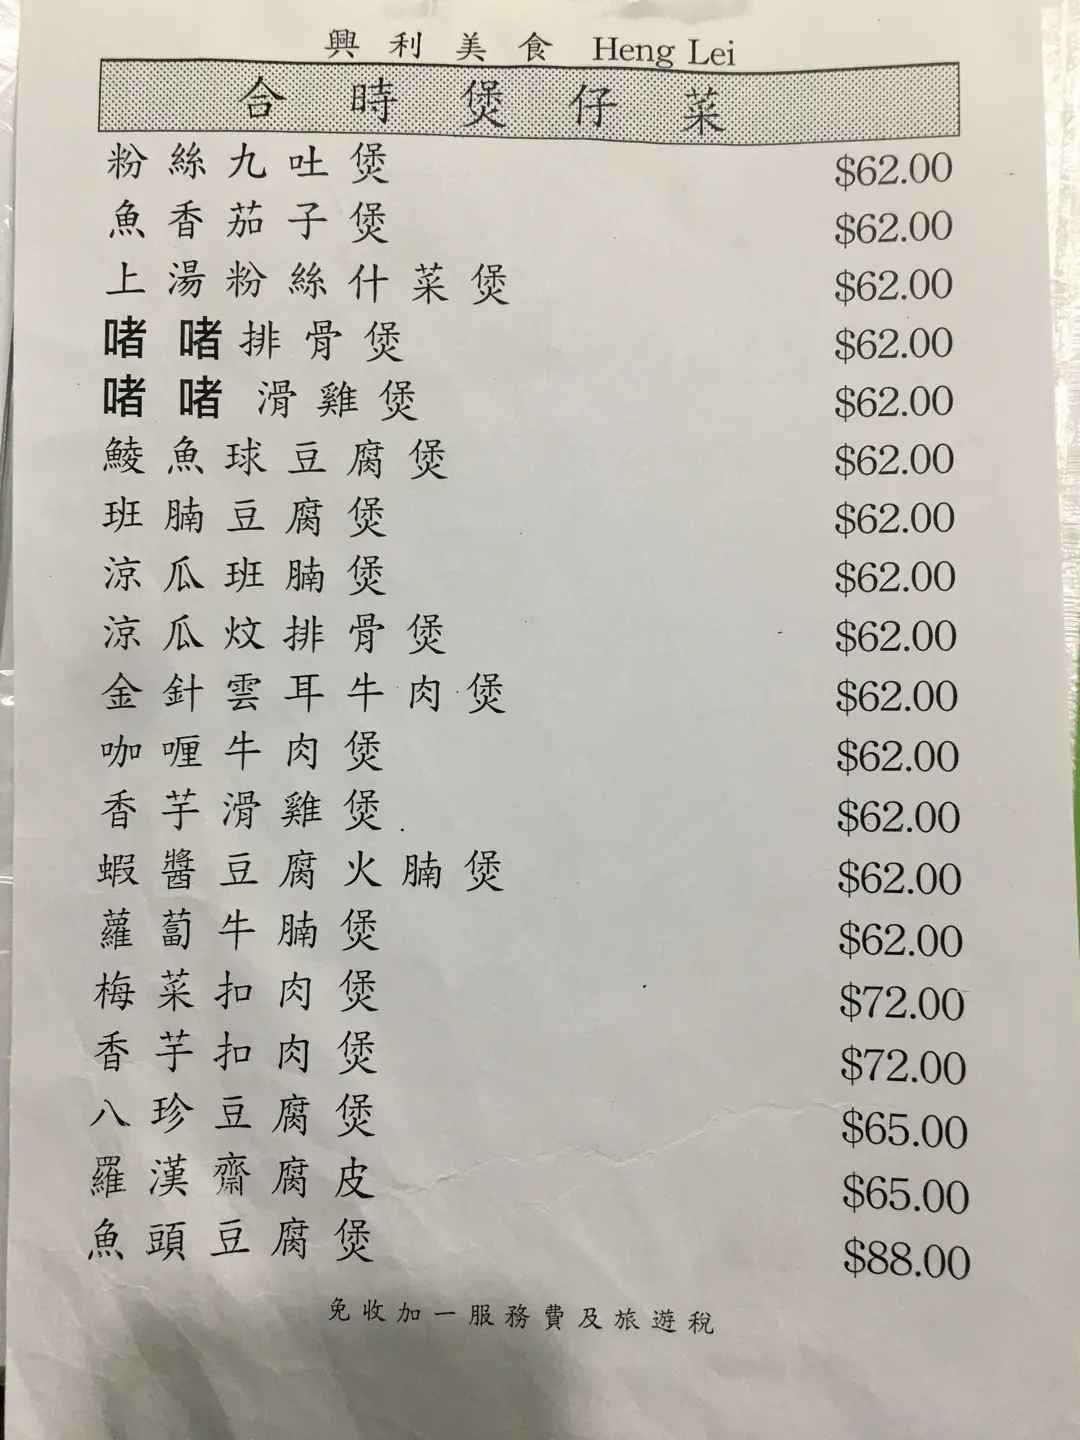 興利美食 Heng Lei
合時煲仔菜
粉絲九吐煲 $62.00
魚香茄子煲 $62.00
上湯粉絲什菜煲 $62.00
啫啫排骨煲 $62.00
啫啫滑雞煲 $62.00
鯪魚球豆腐煲 $62.00
班腩豆腐煲 $62.00
涼瓜班腩煲 $62.00
涼瓜炆排骨煲 $62.00
金針雲耳牛肉煲 $62.00
咖喱牛肉煲 $62.00
香芋滑雞煲 $62.00
蝦醬豆腐火腩煲 $62.00
蘿蔔牛腩煲 $62.00
梅菜扣肉煲 $72.00
香芋扣肉煲 $72.00
八珍豆腐煲 $65.00
羅漢齋腐皮 $65.00
魚頭豆腐煲 $88.00
免收加一服務費及旅遊稅